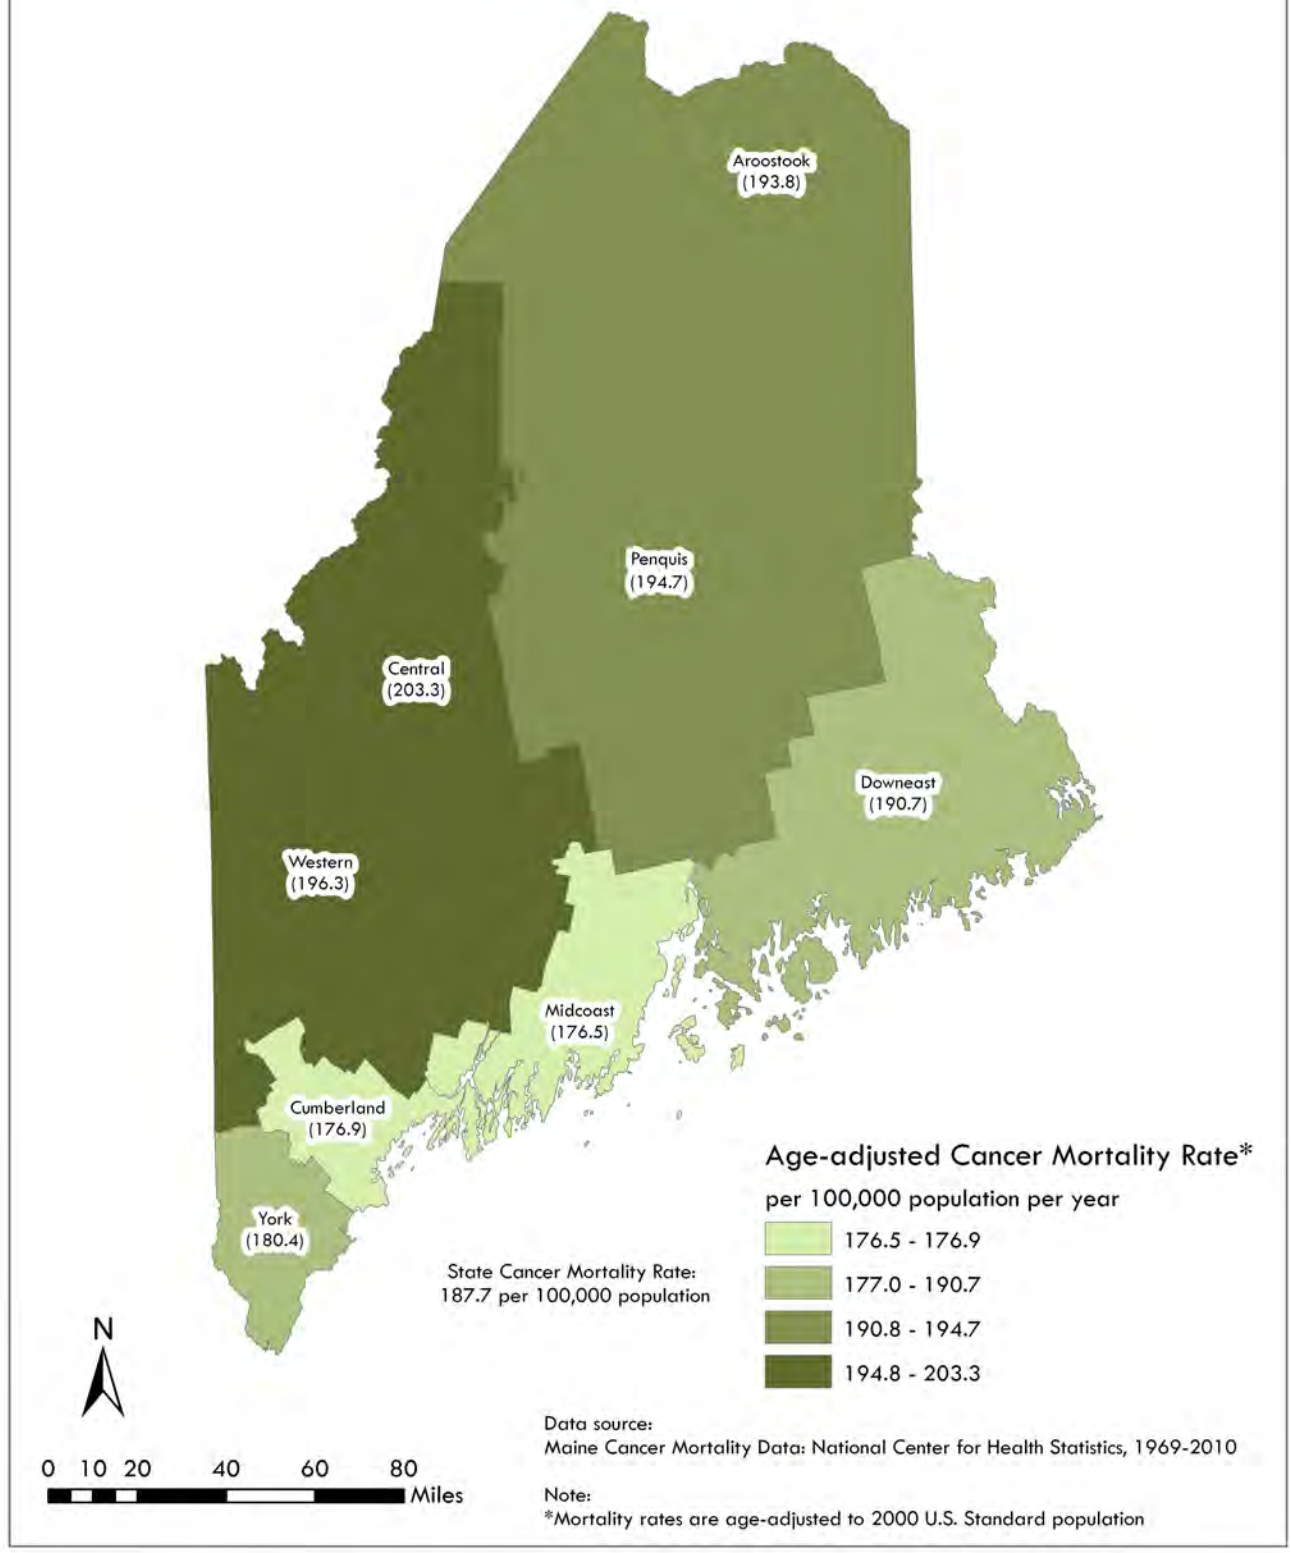 Aroostook
(193.8)
Penquis
(194.7)
Central
(203.3)
Downeast
(190.7)
Western
(196.3)
Midcoast
(176.5)
Cumberland
(176.9)
York
(180.4)
Age-adjusted Cancer Mortality Rate*
per 100,000 population per year
176.5 - 176.9
177.0 - 190.7
190.8 - 194.7
194.8 - 203.3
State Cancer Mortality Rate:
187.7 per 100,000 population
N
0 10 20 40 60 80
Miles
Data source:
Maine Cancer Mortality Data: National Center for Health Statistics, 1969-2010
Note:
*Mortality rates are age-adjusted to 2000 U.S. Standard population